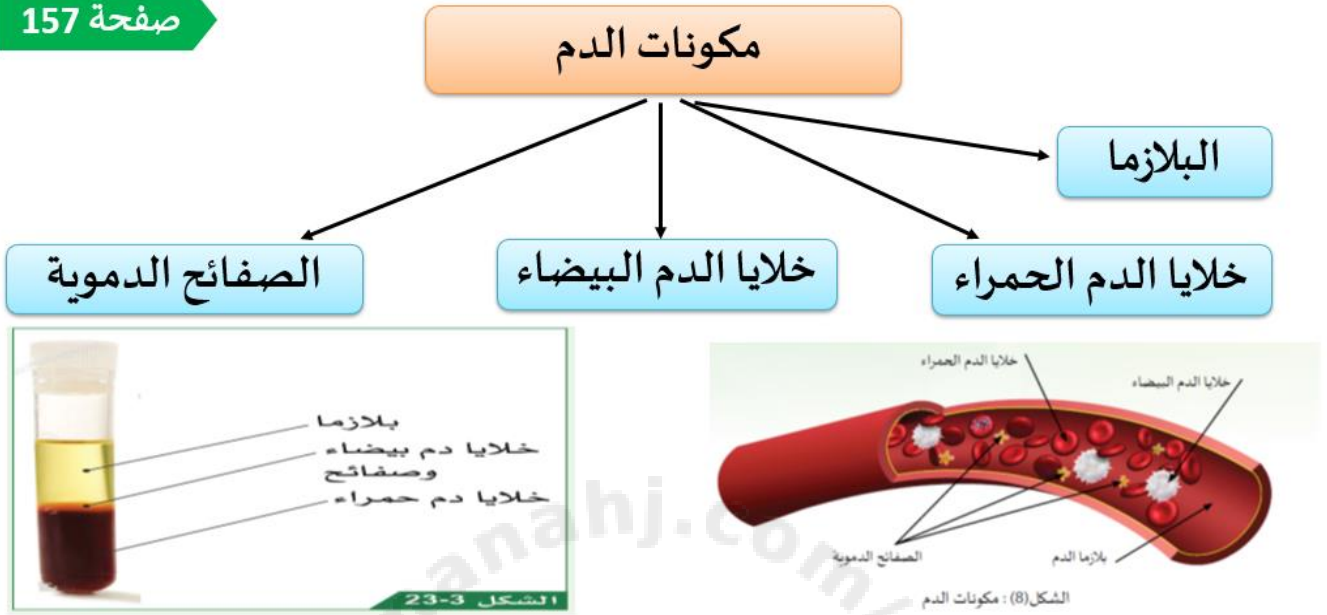 صفحة 157
مكونات الدم
البلازما
خلايا الدم الحمراء
خلايا الدم البيضاء
الصفائح الدموية
خلايا الدم الحمراء
خلايا الدم البيضاء
الصفائح الدموية
بلازما الدم
الشكل(8) : مكونات الدم
بلازما
خلايا دم بيضاء
وصفائح
خلايا دم حمراء
الشكل 3-23
anahj.com/